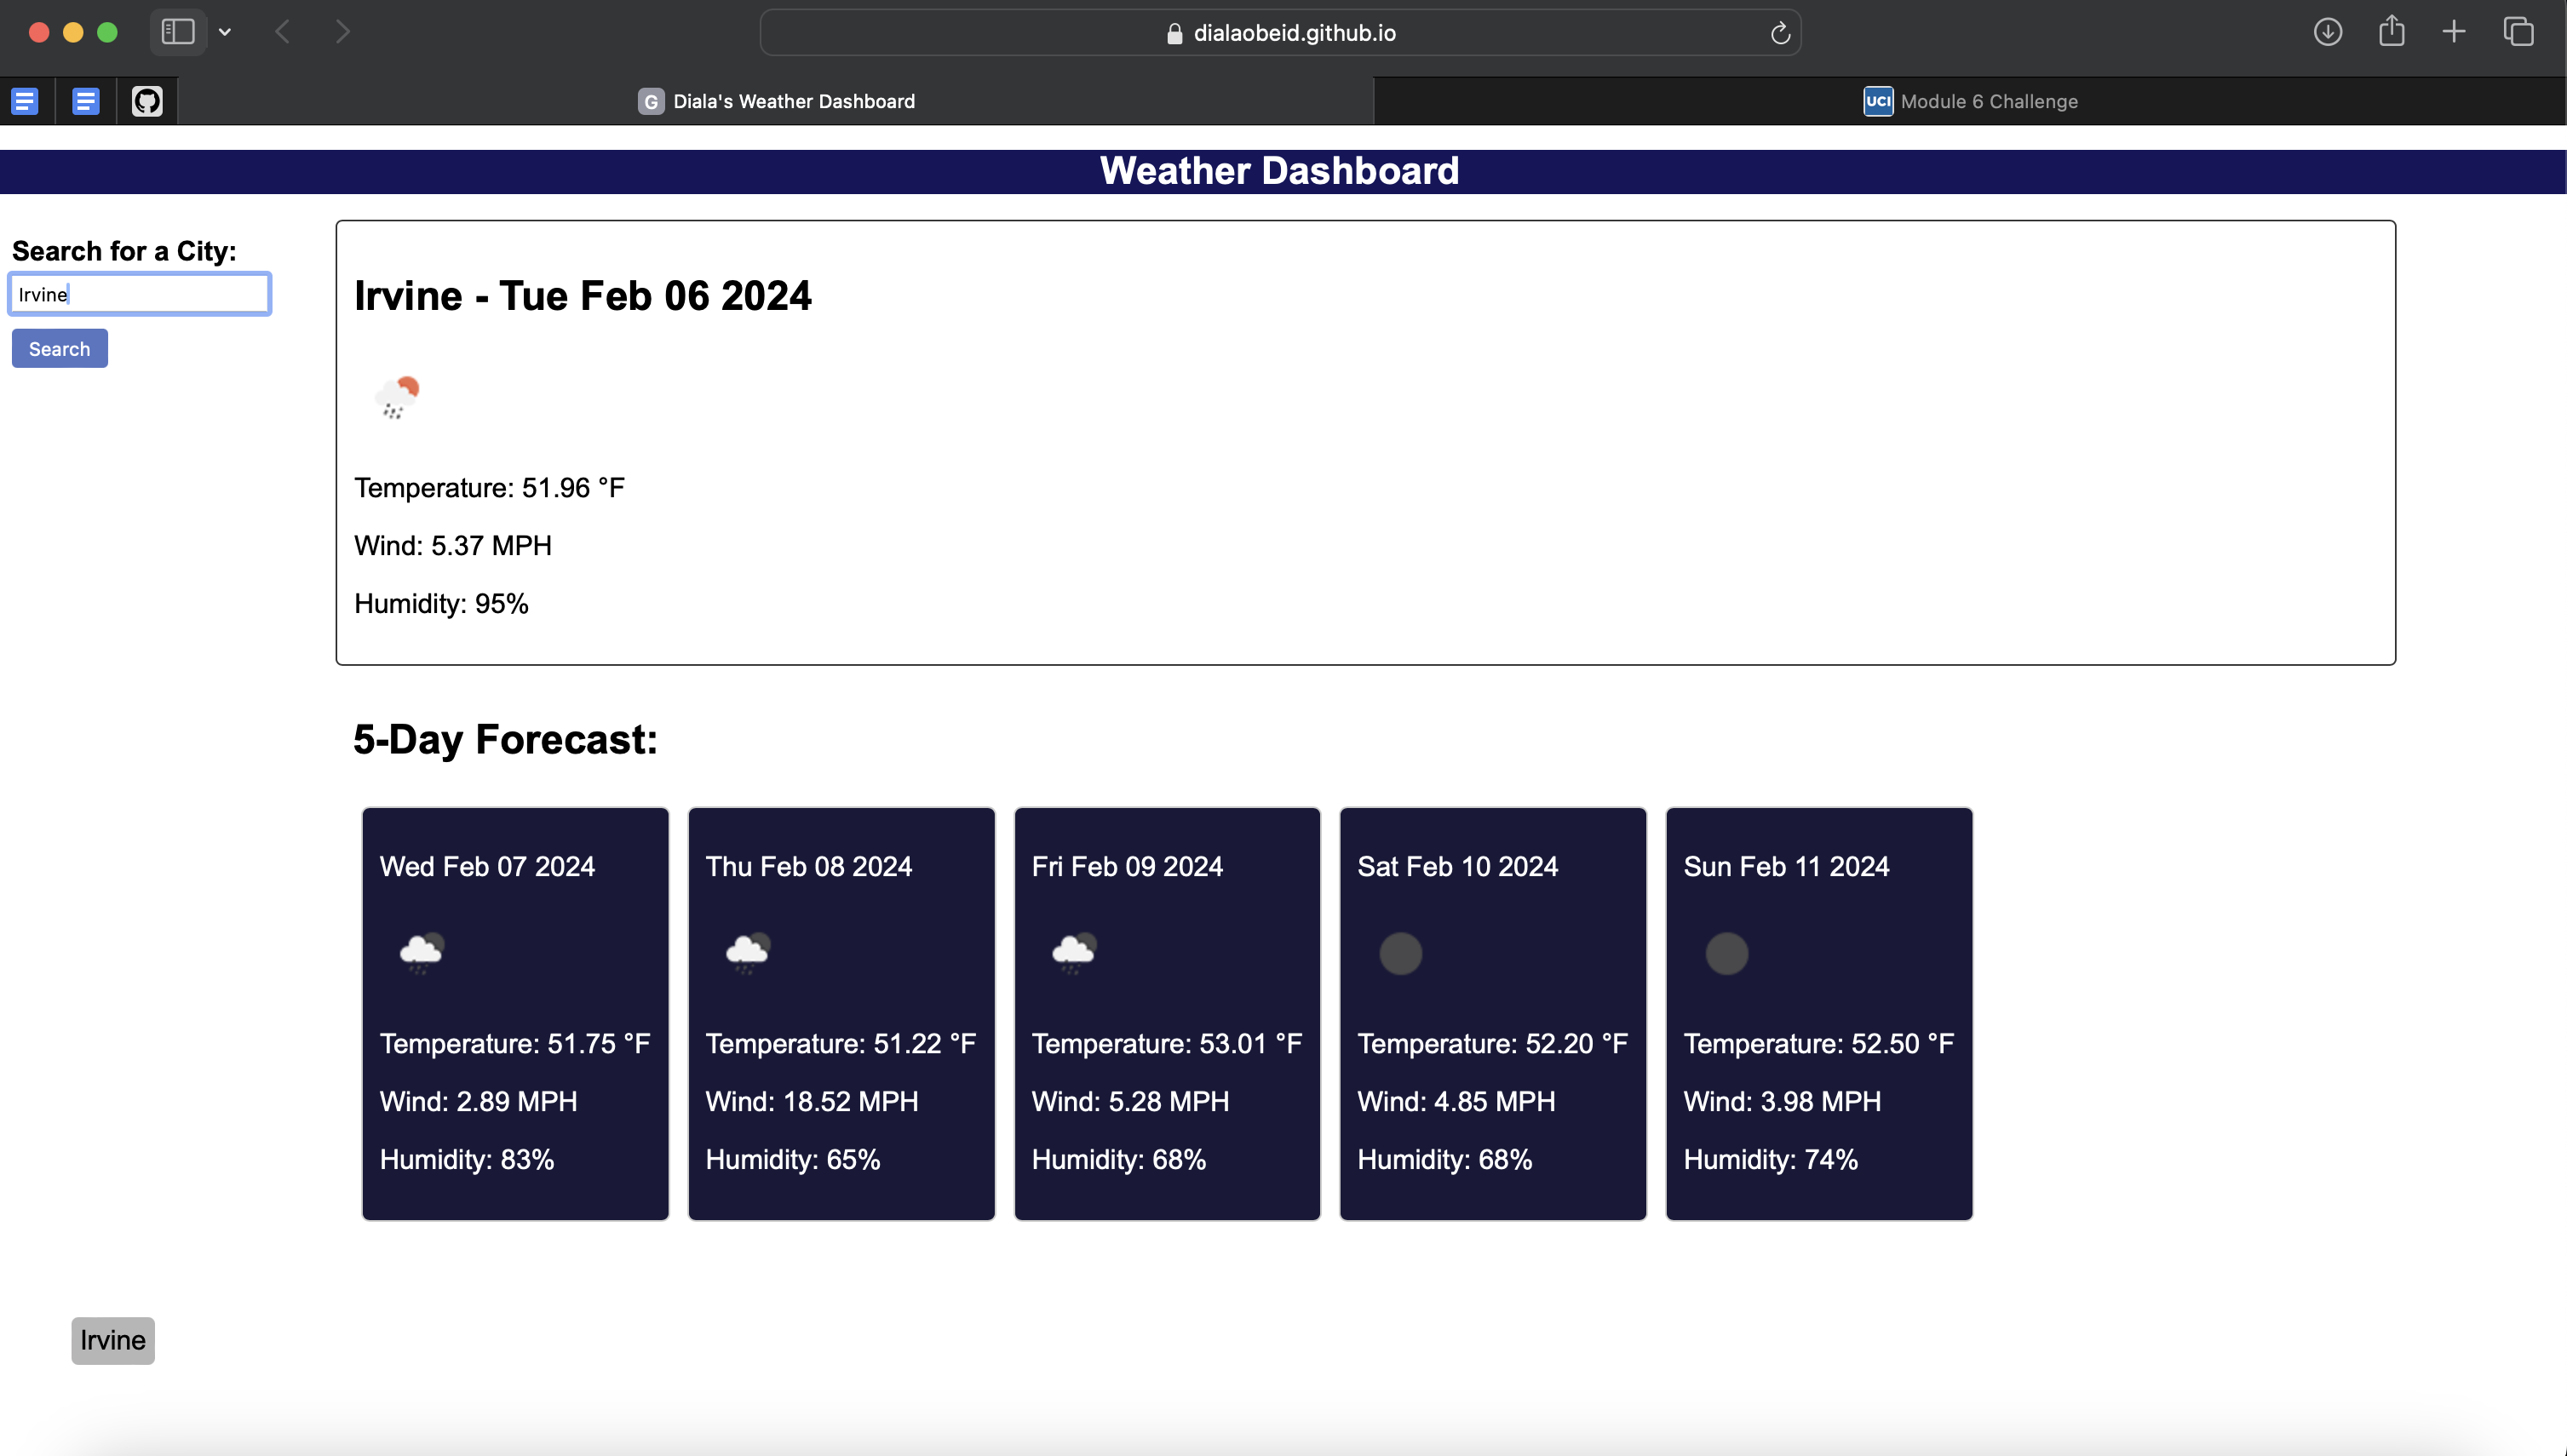 dialaobeid.github.io
G Diala's Weather Dashboard
UCI Module 6 Challenge
Weather Dashboard
Search for a City:
Irvine
Search
Irvine - Tue Feb 06 2024
Temperature: 51.96 °F
Wind: 5.37 MPH
Humidity: 95%
5-Day Forecast:
Wed Feb 07 2024
Temperature: 51.75 °F
Wind: 2.89 MPH
Humidity: 83%
Thu Feb 08 2024
Temperature: 51.22 °F
Wind: 18.52 MPH
Humidity: 65%
Fri Feb 09 2024
Temperature: 53.01 °F
Wind: 5.28 MPH
Humidity: 68%
Sat Feb 10 2024
Temperature: 52.20 °F
Wind: 4.85 MPH
Humidity: 68%
Sun Feb 11 2024
Temperature: 52.50 °F
Wind: 3.98 MPH
Humidity: 74%
Irvine